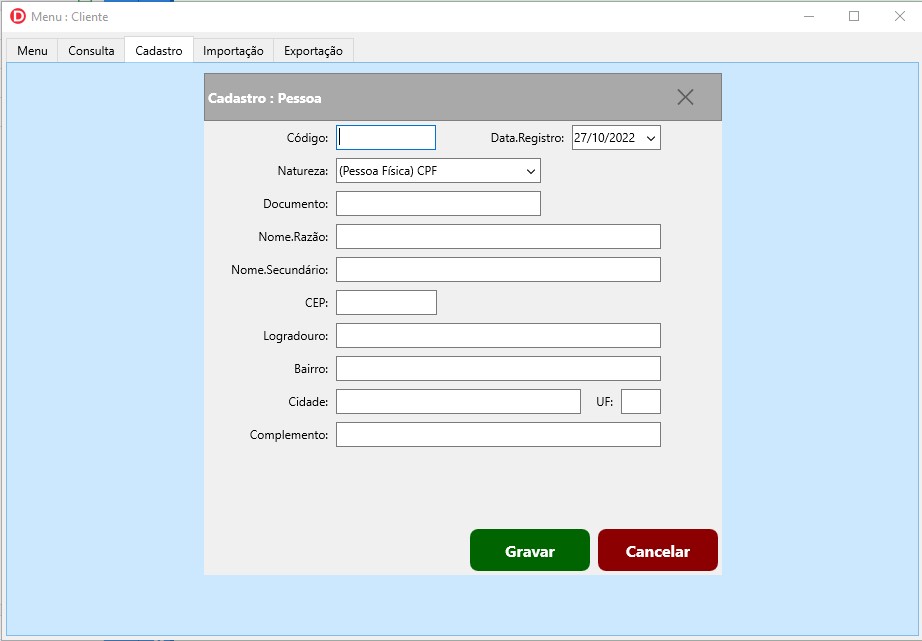 D Menu : Cliente
Menu Consulta Cadastro Importação Exportação
Cadastro : Pessoa
Código: Data.Registro: 27/10/2022
Natureza: (Pessoa Física) CPF
Documento:
Nome.Razão:
Nome.Secundário:
CEP:
Logradouro:
Bairro:
Cidade: UF:
Complemento:
Gravar Cancelar